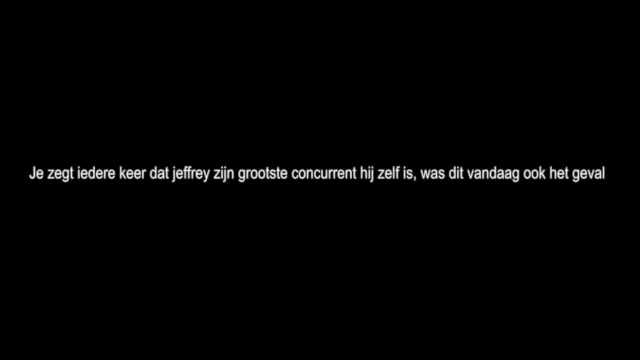 Je zegt iedere keer dat jeffrey zijn grootste concurrent hij zelf is, was dit vandaag ook het geval